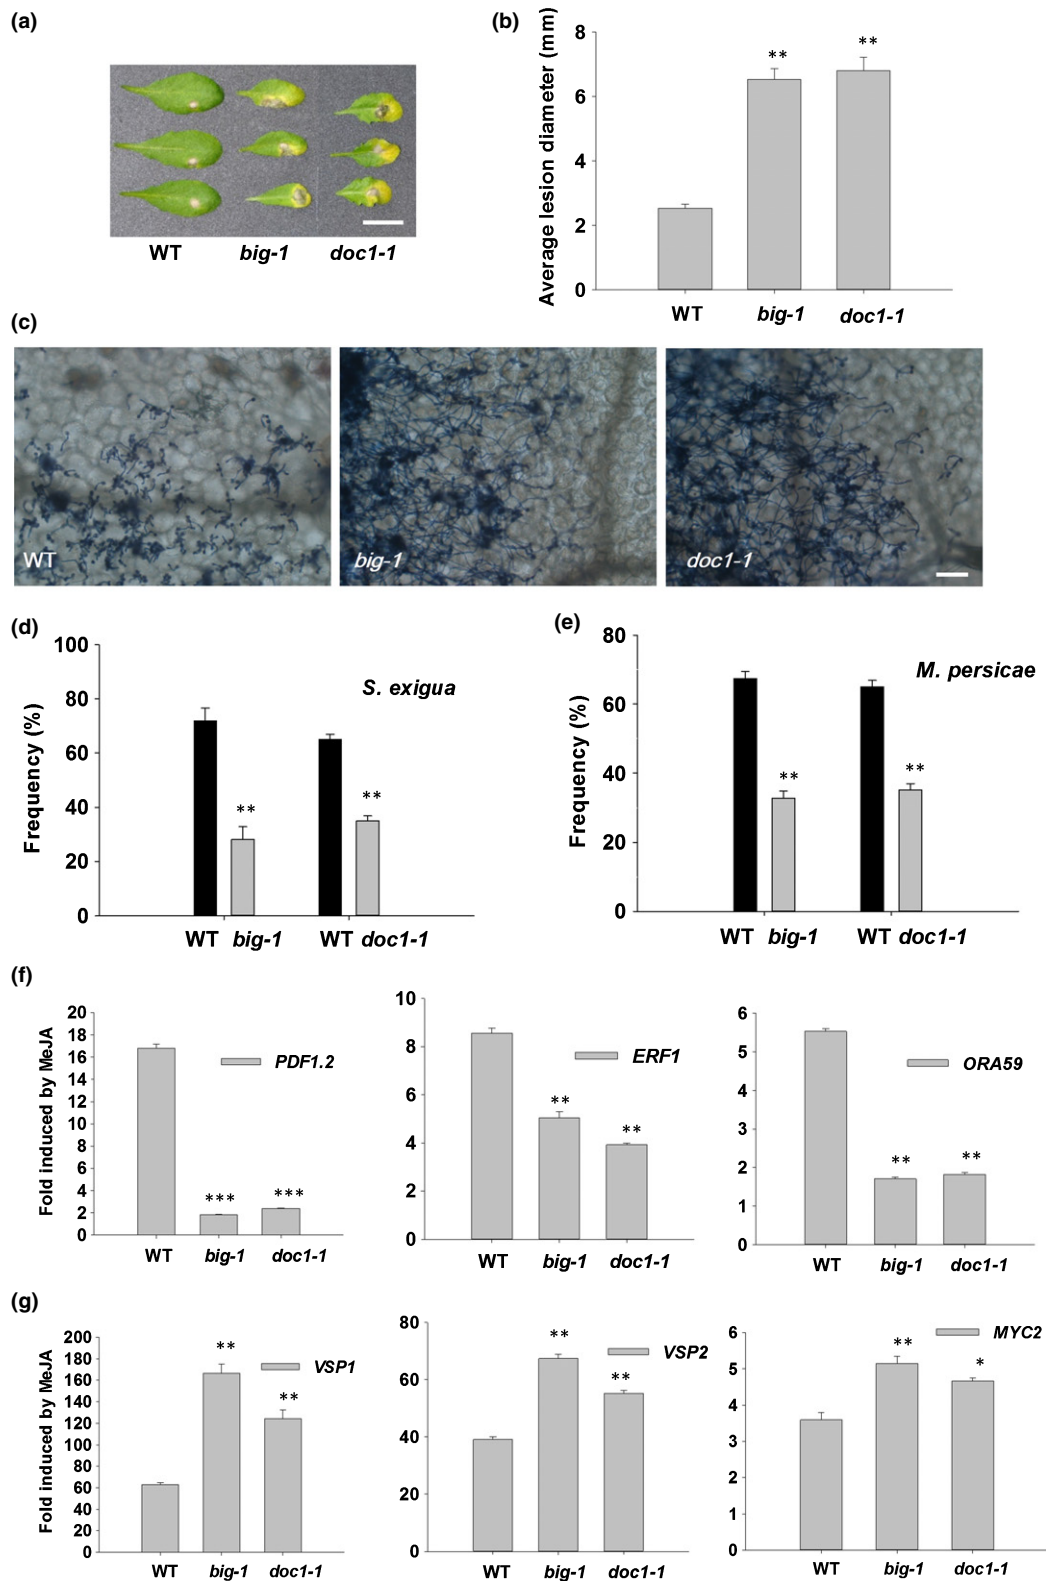 (a)
WT big-1 doc1-1
(b)
Average lesion diameter (mm)
8
6
4
2
0
** **
WT big-1 doc1-1
(c)
WT
big-1
doc1-1
(d)
Frequency (%)
100
80
60
40
20
0
S. exigua
** **
WT big-1 WT doc1-1
(e)
Frequency (%)
80
60
40
20
0
M. persicae
** **
WT big-1 WT doc1-1
(f)
Fold induced by MeJA
20
18
16
14
12
10
8
6
4
2
0
PDF1.2
*** ***
WT big-1 doc1-1
10
8
6
4
2
0
ERF1
** **
WT big-1 doc1-1
6
5
4
3
2
1
0
ORA59
** **
WT big-1 doc1-1
(g)
Fold induced by MeJA
200
180
160
140
120
100
80
60
40
20
0
VSP1
** **
WT big-1 doc1-1
80
60
40
20
0
VSP2
** **
WT big-1 doc1-1
6
5
4
3
2
1
0
MYC2
** *
WT big-1 doc1-1